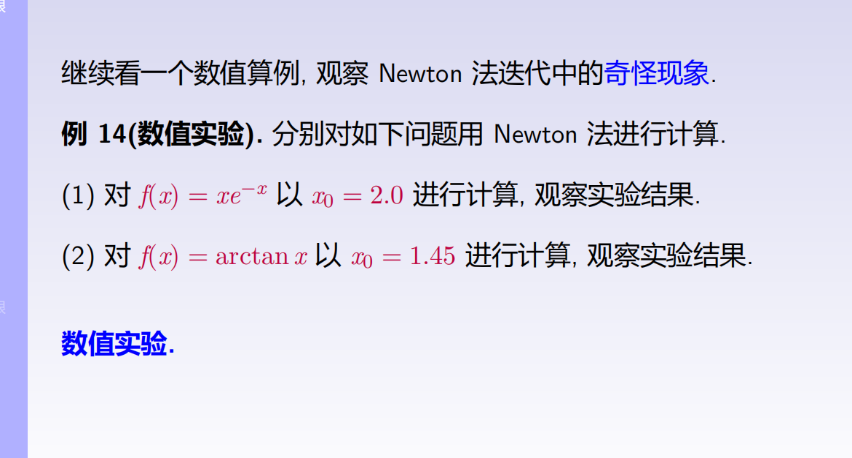 继续看一个数值算例, 观察 Newton 法迭代中的奇怪现象.
例 14(数值实验). 分别对如下问题用 Newton 法进行计算.
(1) 对 f(x) = xe⁻ˣ 以 x₀ = 2.0 进行计算, 观察实验结果.
(2) 对 f(x) = arctan x 以 x₀ = 1.45 进行计算, 观察实验结果.
数值实验.